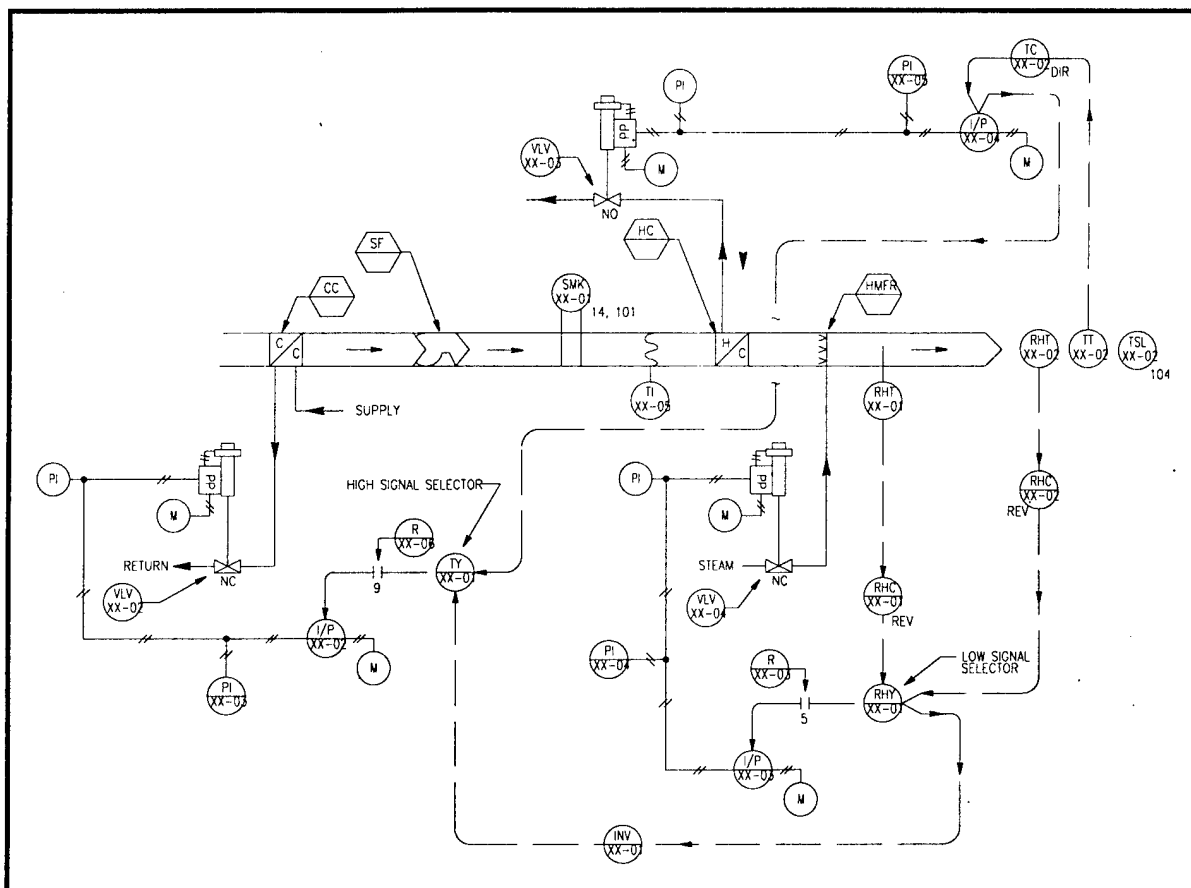 TC
XX-02
DIR
PI
XX-05
PI
I/P
XX-04
M
PP
M
VLV
XX-03
NO
HC
SF
CC
SMK
XX-01
14, 101
HMFR
C
C
H
C
RHT
XX-02
TT
XX-02
TSL
XX-02
104
TI
XX-05
RHT
XX-01
SUPPLY
PI
PP
M
HIGH SIGNAL SELECTOR
PI
PP
M
RHC
XX-02
REV
R
XX-06
RETURN
NC
9
TY
XX-01
STEAM
NC
VLV
XX-02
VLV
XX-04
RHC
XX-01
REV
I/P
XX-02
M
PI
XX-03
PI
XX-04
R
XX-03
5
RHY
XX-01
LOW SIGNAL
SELECTOR
I/P
XX-03
M
INV
XX-01